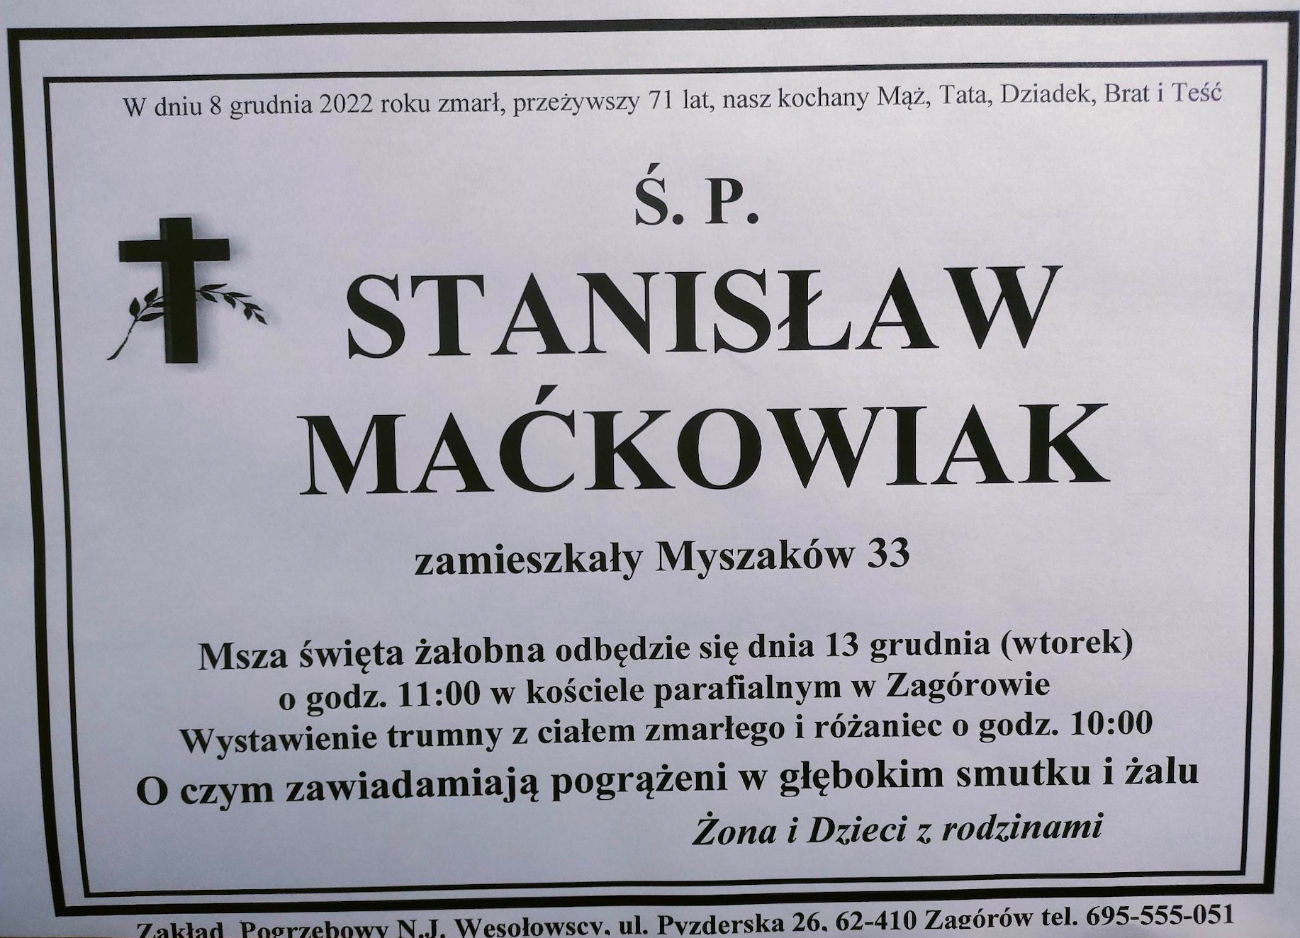 W dniu 8 grudnia 2022 roku zmarł, przeżywszy 71 lat, nasz kochany Mąż, Tata, Dziadek, Brat i Teść
Ś. P.
STANISŁAW
MAĆKOWIAK
zamieszkały Myszaków 33
Msza święta żałobna odbędzie się dnia 13 grudnia (wtorek)
o godz. 11:00 w kościele parafialnym w Zagórowie
Wystawienie trumny z ciałem zmarłego i różaniec o godz. 10:00
O czym zawiadamiają pogrążeni w głębokim smutku i żalu
Żona i Dzieci z rodzinami
Zakład Pogrzebowy N.J. Wesołowscy, ul. Pyzderska 26, 62-410 Zagórów tel. 695-555-051